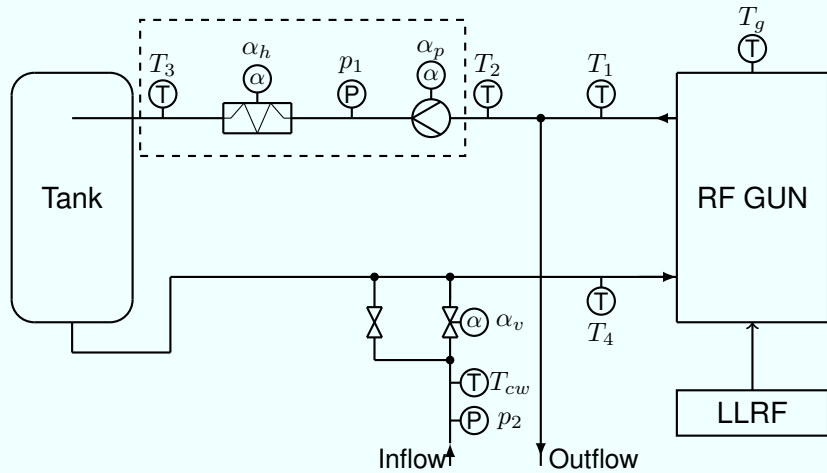 T_g
α_h
α_p
T_3
p_1
T_2
T_1
T
α
P
α
T
T
T
Tank
RF GUN
α
α_v
T
T_4
T
T_cw
P
p_2
LLRF
Inflow
Outflow